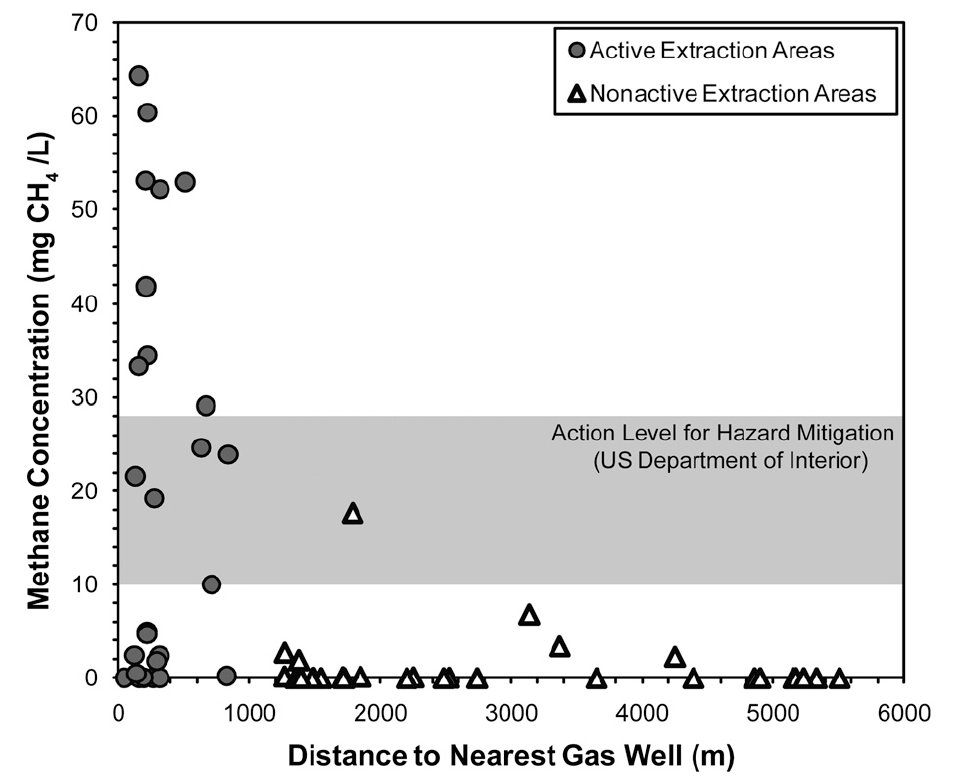 Active Extraction Areas
Nonactive Extraction Areas
Action Level for Hazard Mitigation
(US Department of Interior)
Methane Concentration (mg CH₄ /L)
70
60
50
40
30
20
10
0
0 1000 2000 3000 4000 5000 6000
Distance to Nearest Gas Well (m)